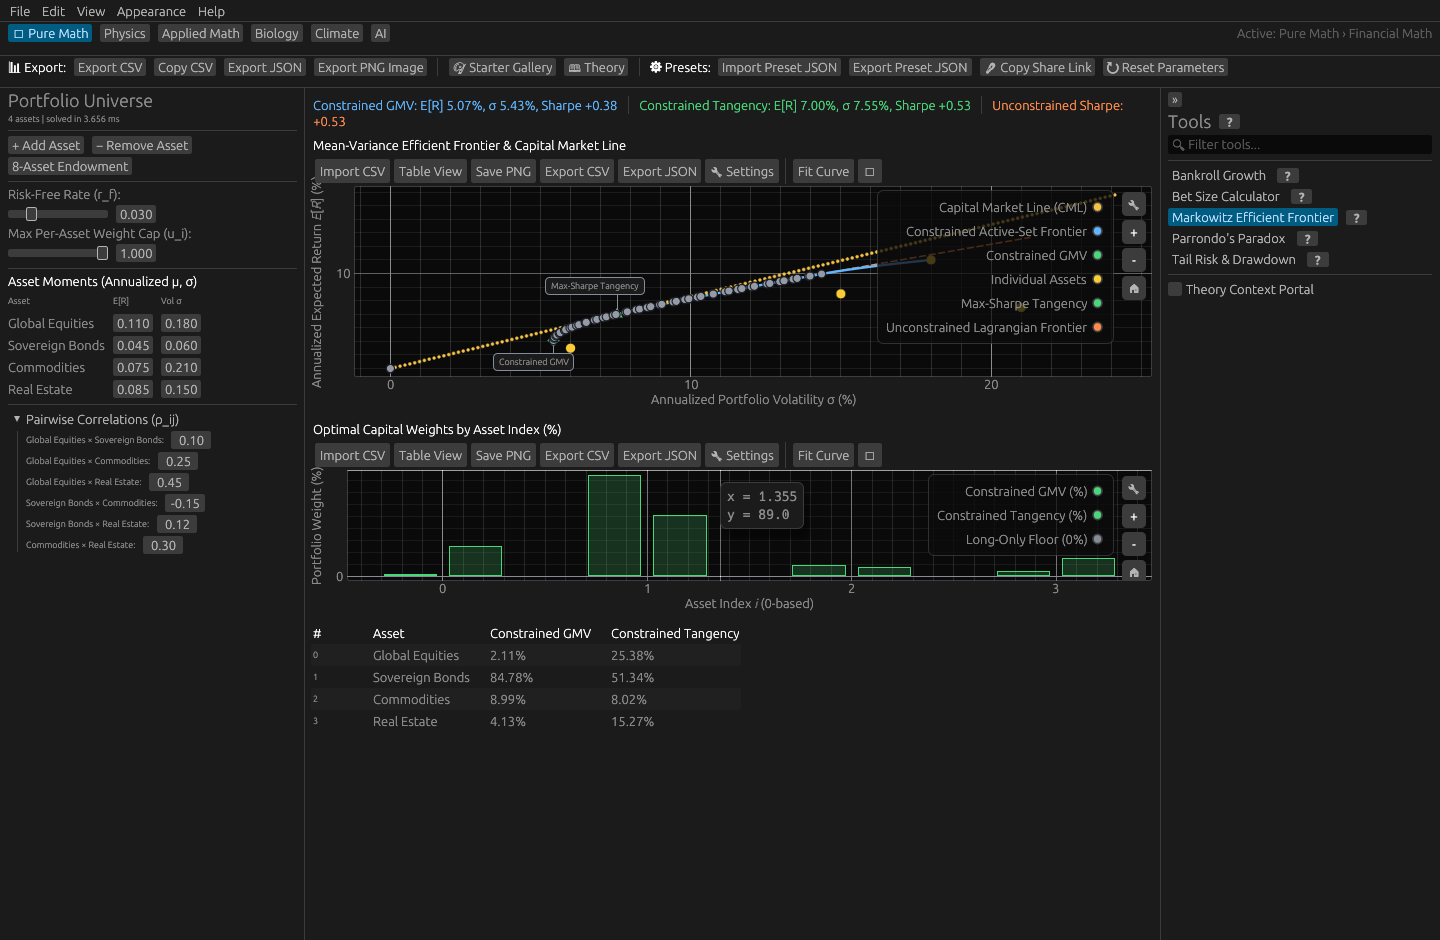 File Edit View Appearance Help
Pure Math Physics Applied Math Biology Climate AI Active: Pure Math › Financial Math
Export: Export CSV Copy CSV Export JSON Export PNG Image Starter Gallery Theory Presets: Import Preset JSON Export Preset JSON Copy Share Link Reset Parameters
Portfolio Universe
4 assets | solved in 3.656 ms
+ Add Asset − Remove Asset
8-Asset Endowment
Risk-Free Rate (r_f):
0.030
Max Per-Asset Weight Cap (u_i):
1.000
Asset Moments (Annualized μ, σ)
Asset E[R] Vol σ
Global Equities 0.110 0.180
Sovereign Bonds 0.045 0.060
Commodities 0.075 0.210
Real Estate 0.085 0.150
Pairwise Correlations (ρ_ij)
Global Equities × Sovereign Bonds: 0.10
Global Equities × Commodities: 0.25
Global Equities × Real Estate: 0.45
Sovereign Bonds × Commodities: -0.15
Sovereign Bonds × Real Estate: 0.12
Commodities × Real Estate: 0.30
Constrained GMV: E[R] 5.07%, σ 5.43%, Sharpe +0.38 Constrained Tangency: E[R] 7.00%, σ 7.55%, Sharpe +0.53 Unconstrained Sharpe:
+0.53
Mean-Variance Efficient Frontier & Capital Market Line
Import CSV Table View Save PNG Export CSV Export JSON Settings Fit Curve
Annualized Expected Return E[R] (%)
10
Max-Sharpe Tangency
Constrained GMV
Capital Market Line (CML)
Constrained Active-Set Frontier
Constrained GMV
Individual Assets
Max-Sharpe Tangency
Unconstrained Lagrangian Frontier
+
-
0 10 20
Annualized Portfolio Volatility σ (%)
Optimal Capital Weights by Asset Index (%)
Import CSV Table View Save PNG Export CSV Export JSON Settings Fit Curve
Portfolio Weight (%)
0
x = 1.355
y = 89.0
Constrained GMV (%)
Constrained Tangency (%)
Long-Only Floor (0%)
+
-
0 1 2 3
Asset Index i (0-based)
# Asset Constrained GMV Constrained Tangency
0 Global Equities 2.11% 25.38%
1 Sovereign Bonds 84.78% 51.34%
2 Commodities 8.99% 8.02%
3 Real Estate 4.13% 15.27%
»
Tools ?
Filter tools...
Bankroll Growth ?
Bet Size Calculator ?
Markowitz Efficient Frontier ?
Parrondo's Paradox ?
Tail Risk & Drawdown ?
Theory Context Portal